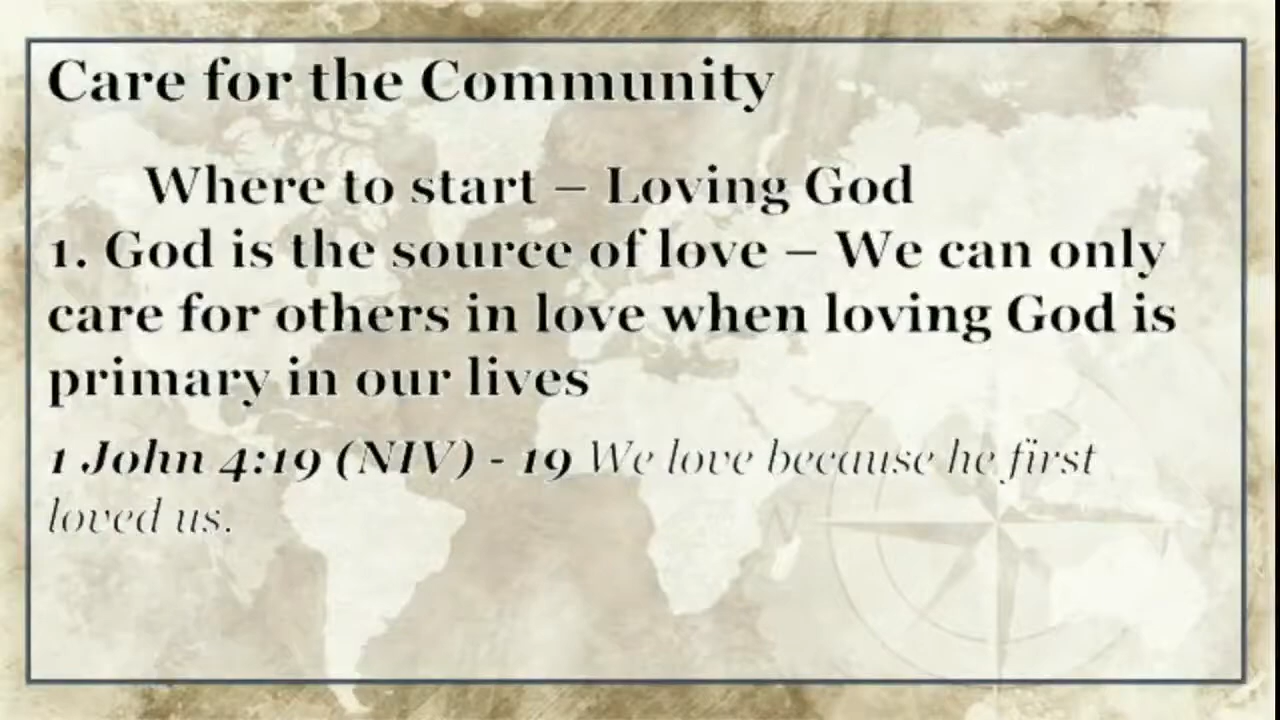 Care for the Community
Where to start – Loving God
1. God is the source of love – We can only
care for others in love when loving God is
primary in our lives
1 John 4:19 (NIV) - 19 We love because he first
loved us.
N